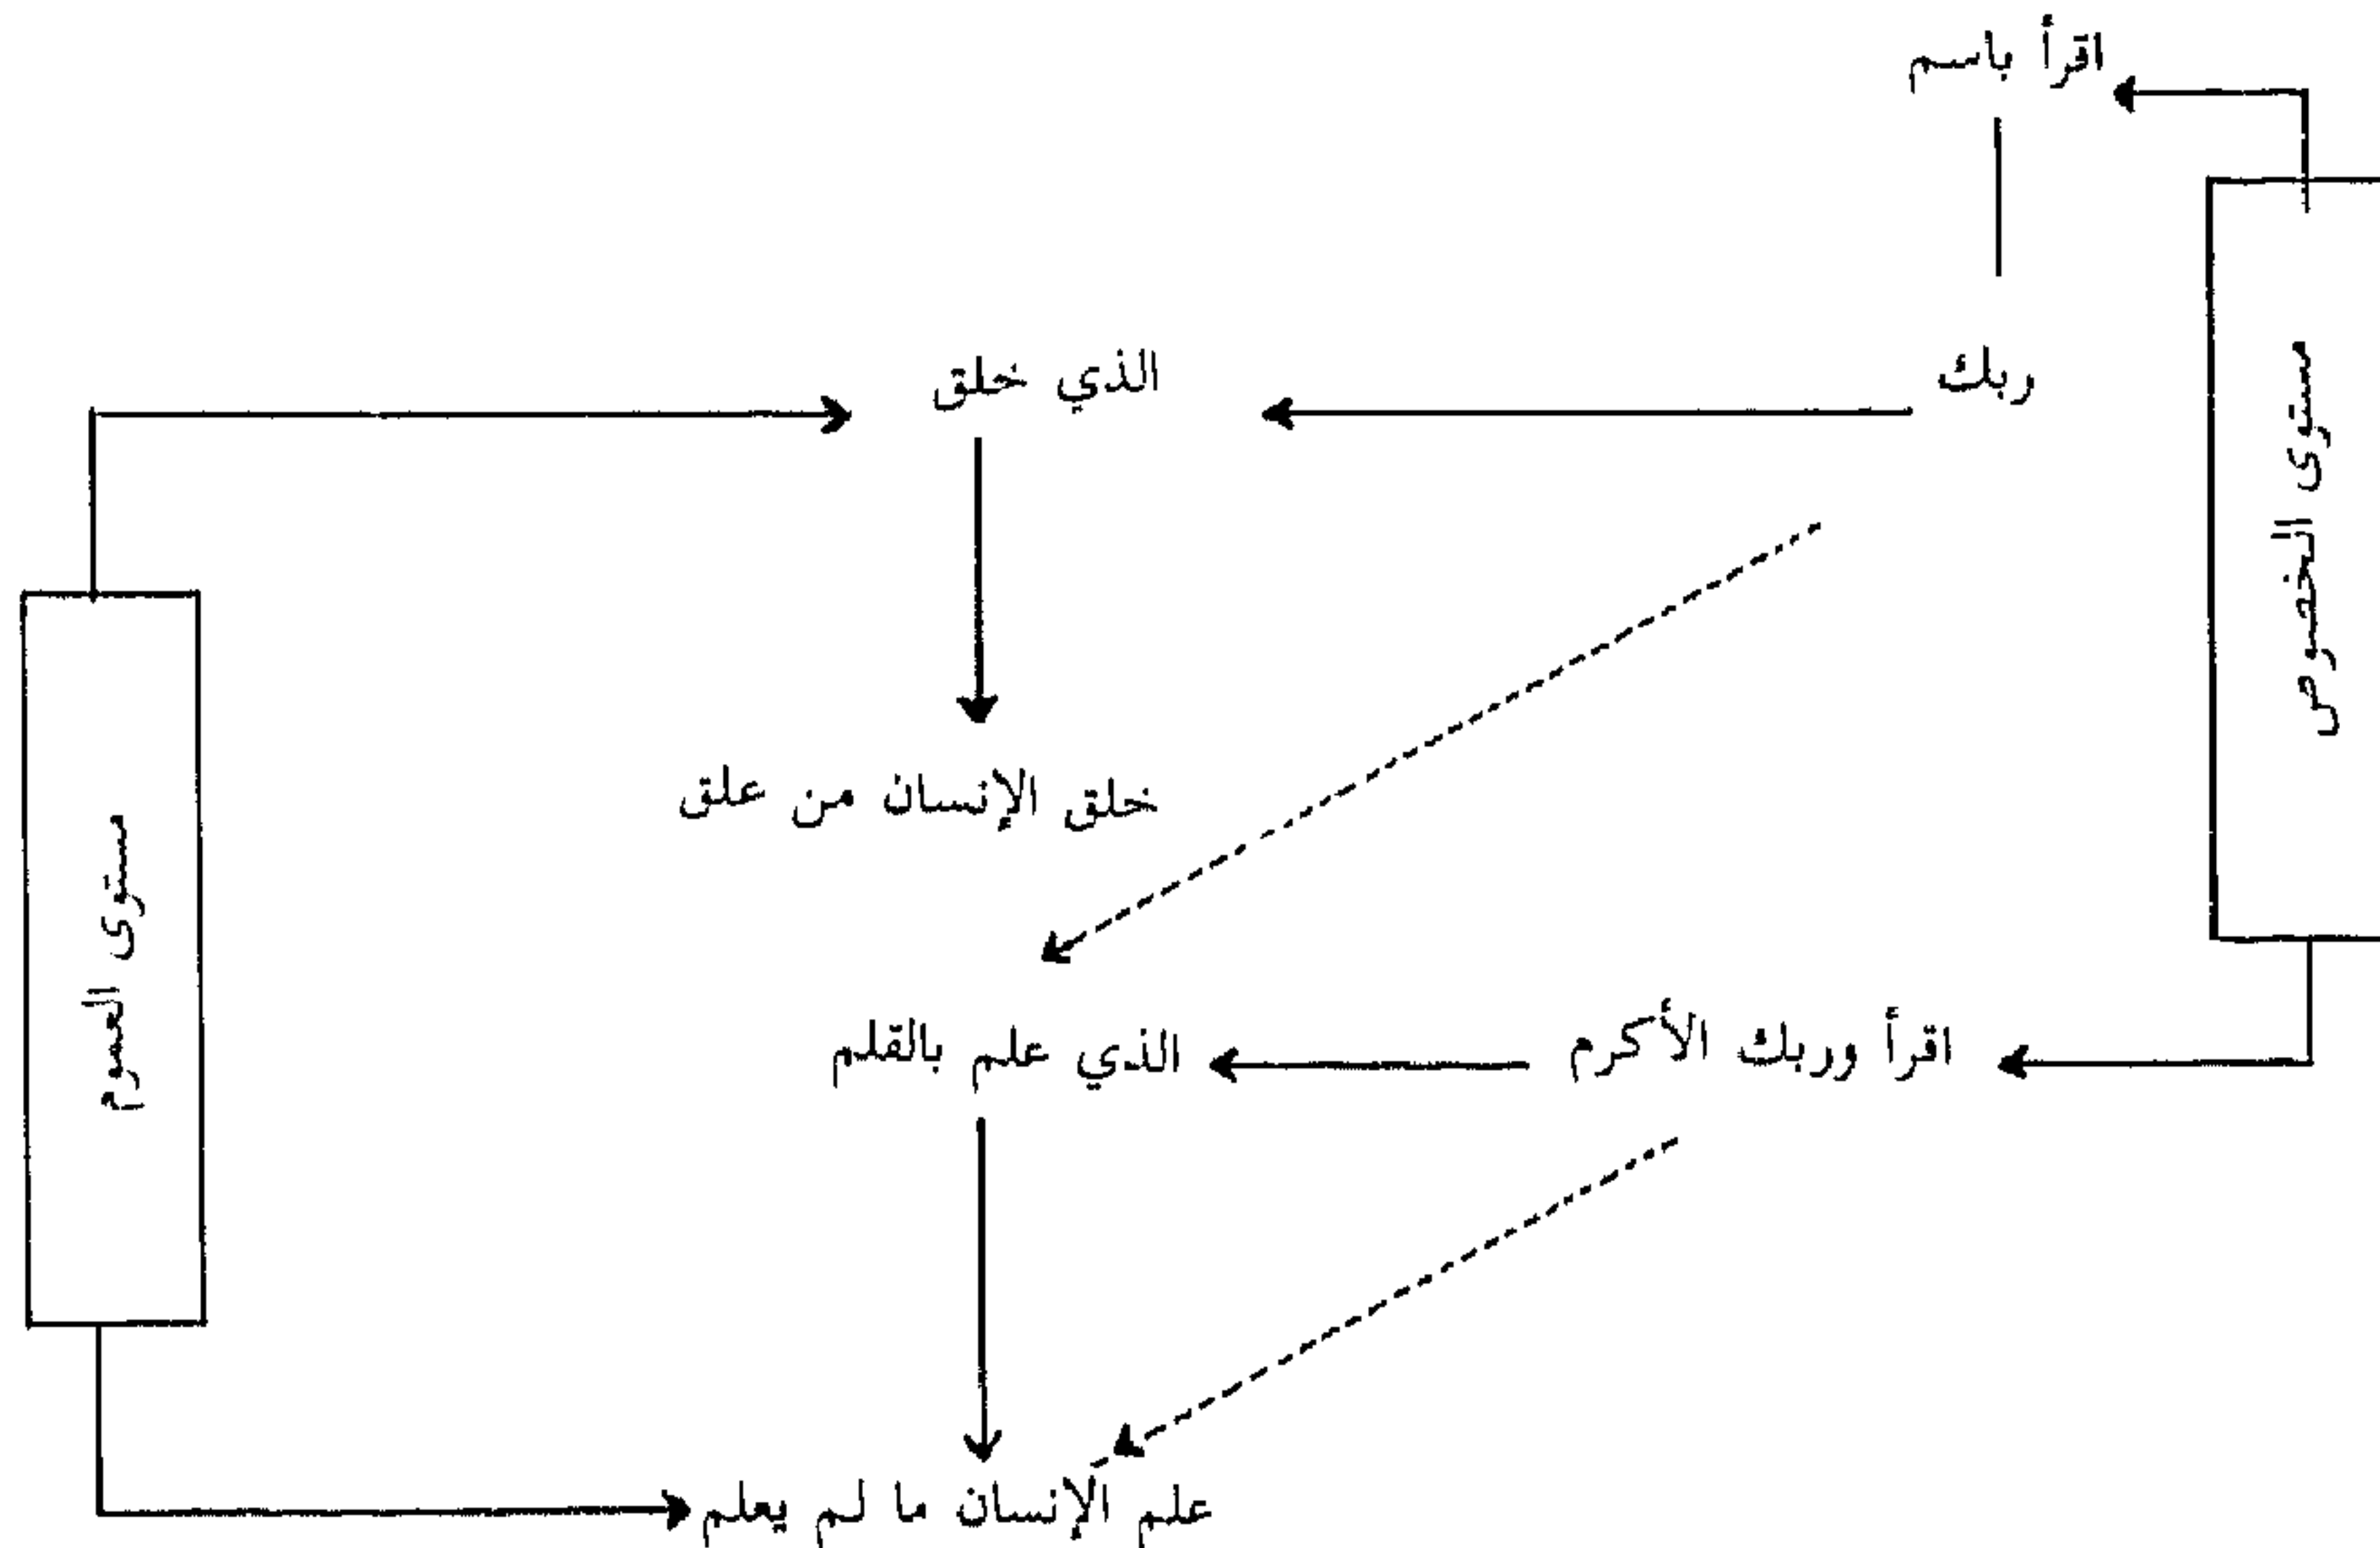 اقرأ باسم
ربك
الذي خلق
مستوى الخصوص
خلق الإنسان من علق
مستوى العموم
اقرأ وربك الأكرم
الذي علم بالقلم
علم الإنسان ما لم يعلم